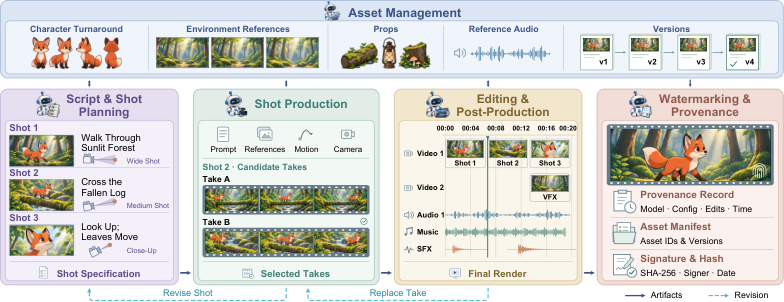 Asset Management
Character Turnaround
Environment References
Props
Reference Audio
Versions
v1
v2
v3
v4
Script & Shot
Planning
Shot 1
Walk Through
Sunlit Forest
Wide Shot
Shot 2
Cross the
Fallen Log
Medium Shot
Shot 3
Look Up;
Leaves Move
Close-Up
Shot Specification
Shot Production
Prompt
References
Motion
Camera
Shot 2 · Candidate Takes
Take A
Take B
Selected Takes
Editing &
Post-Production
00:00 00:04 00:08 00:12 00:16 00:20
Video 1
Shot 1
Shot 2
Shot 3
Video 2
VFX
Audio 1
Music
SFX
Final Render
Watermarking &
Provenance
Provenance Record
Model · Config · Edits · Time
Asset Manifest
Asset IDs & Versions
Signature & Hash
SHA-256 · Signer · Date
Revise Shot
Replace Take
Artifacts
Revision